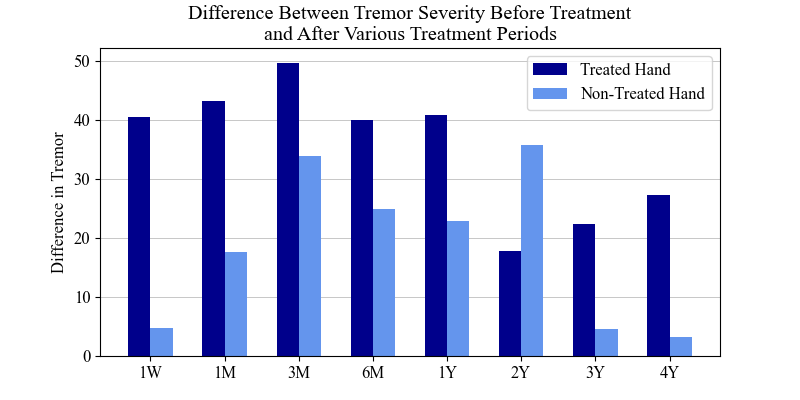 Difference Between Tremor Severity Before Treatment
and After Various Treatment Periods
Difference in Tremor
50
40
30
20
10
0
Treated Hand
Non-Treated Hand
1W 1M 3M 6M 1Y 2Y 3Y 4Y